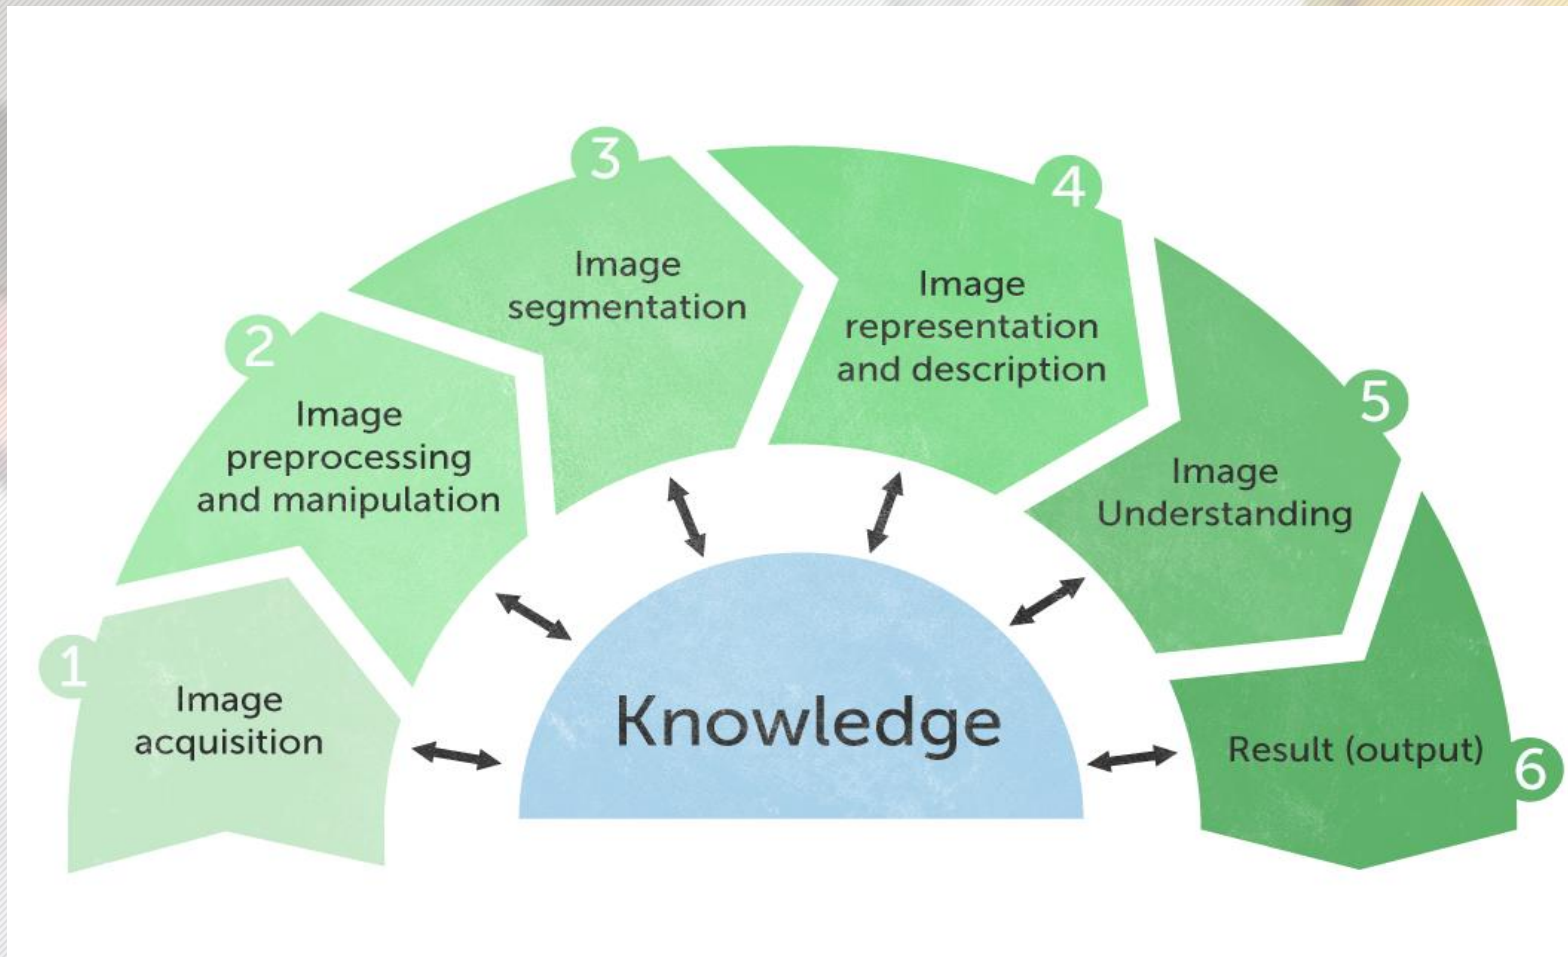 1
Image
acquisition
2
Image
preprocessing
and manipulation
3
Image
segmentation
4
Image
representation
and description
5
Image
Understanding
6
Result (output)
Knowledge